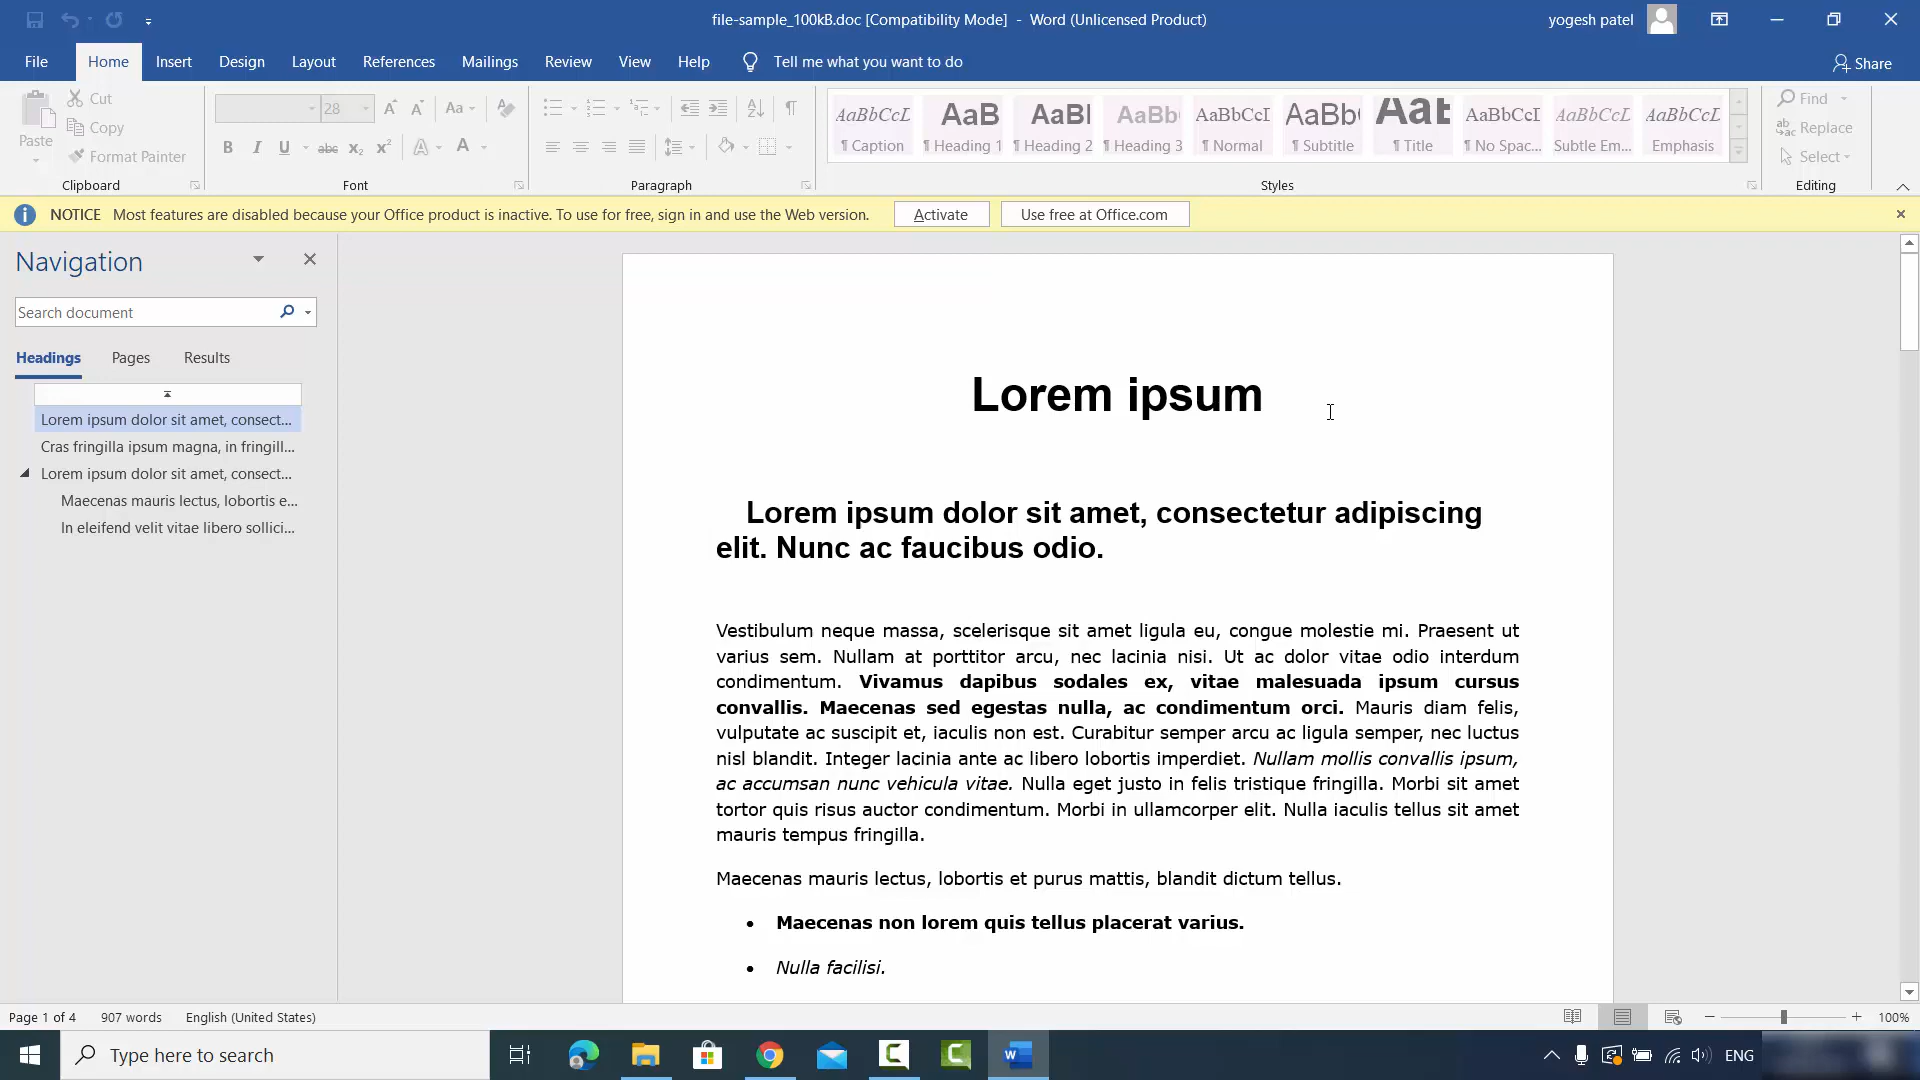 file-sample_100kB.doc [Compatibility Mode] - Word (Unlicensed Product)
yogesh patel
File Home Insert Design Layout References Mailings Review View Help Tell me what you want to do
Share
Paste
Cut
Copy
Format Painter
Clipboard
28
Aa
B I U abc x₂ x² A A
Font
Paragraph
AaBbCcL AaB AaBl AaBb AaBbCcI AaBb( AaE AaBbCcI AaBbCcL AaBbCcL
¶ Caption ¶ Heading 1 ¶ Heading 2 ¶ Heading 3 ¶ Normal ¶ Subtitle ¶ Title ¶ No Spac... Subtle Em... Emphasis
Styles
Find
Replace
Select
Editing
NOTICE Most features are disabled because your Office product is inactive. To use for free, sign in and use the Web version. Activate Use free at Office.com
Navigation
Search document
Headings Pages Results
Lorem ipsum dolor sit amet, consect...
Cras fringilla ipsum magna, in fringill...
Lorem ipsum dolor sit amet, consect...
Maecenas mauris lectus, lobortis e...
In eleifend velit vitae libero sollici...
Lorem ipsum
Lorem ipsum dolor sit amet, consectetur adipiscing
elit. Nunc ac faucibus odio.
Vestibulum neque massa, scelerisque sit amet ligula eu, congue molestie mi. Praesent ut
varius sem. Nullam at porttitor arcu, nec lacinia nisi. Ut ac dolor vitae odio interdum
condimentum. Vivamus dapibus sodales ex, vitae malesuada ipsum cursus
convallis. Maecenas sed egestas nulla, ac condimentum orci. Mauris diam felis,
vulputate ac suscipit et, iaculis non est. Curabitur semper arcu ac ligula semper, nec luctus
nisl blandit. Integer lacinia ante ac libero lobortis imperdiet. Nullam mollis convallis ipsum,
ac accumsan nunc vehicula vitae. Nulla eget justo in felis tristique fringilla. Morbi sit amet
tortor quis risus auctor condimentum. Morbi in ullamcorper elit. Nulla iaculis tellus sit amet
mauris tempus fringilla.
Maecenas mauris lectus, lobortis et purus mattis, blandit dictum tellus.
• Maecenas non lorem quis tellus placerat varius.
• Nulla facilisi.
Page 1 of 4 907 words English (United States)
100%
Type here to search
ENG